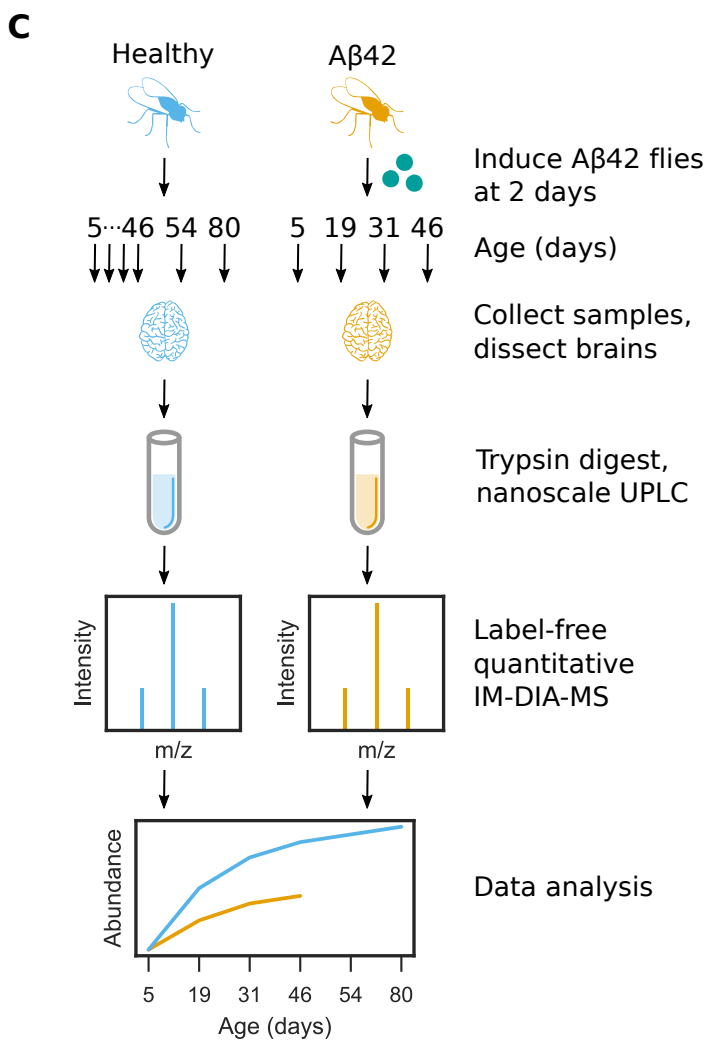 C
Healthy
Aβ42
Induce Aβ42 flies
at 2 days
5···46 54 80
5 19 31 46
Age (days)
Collect samples,
dissect brains
Trypsin digest,
nanoscale UPLC
Intensity
m/z
Intensity
m/z
Label-free
quantitative
IM-DIA-MS
Abundance
5 19 31 46 54 80
Age (days)
Data analysis